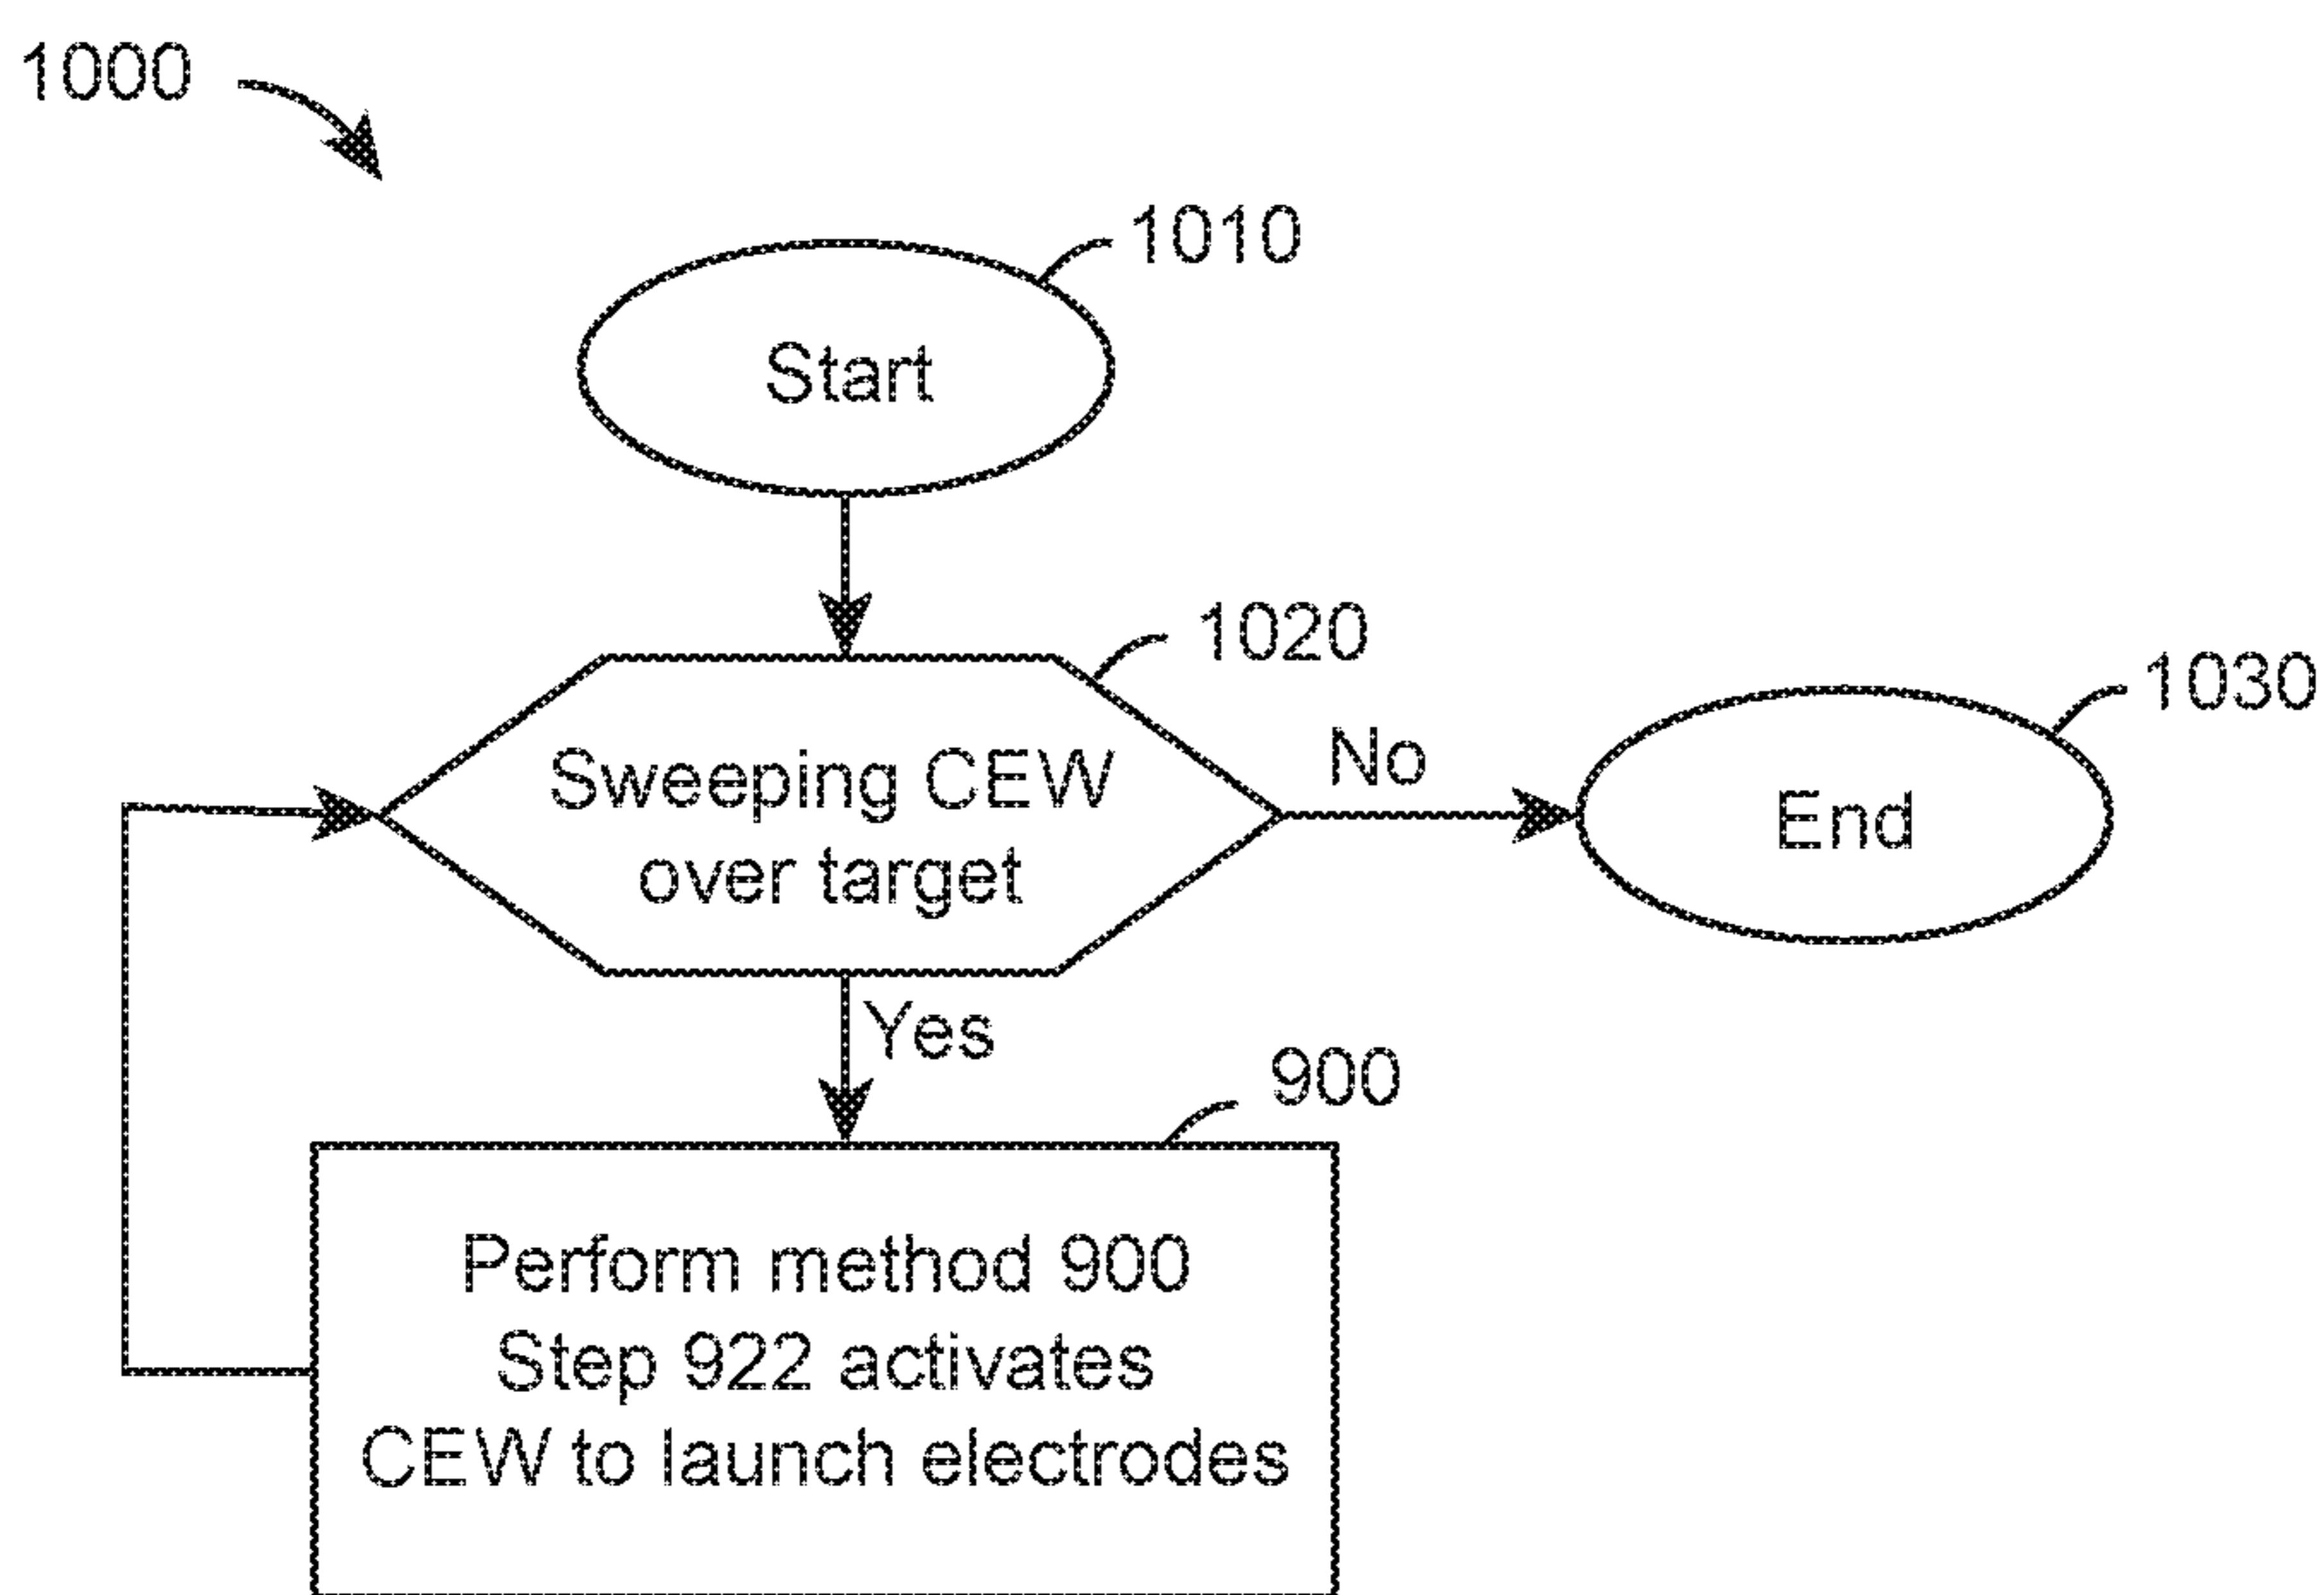 1000
1010
Start
1020
1030
Sweeping CEW
over target
No
End
Yes
900
Perform method 900
Step 922 activates
CEW to launch electrodes